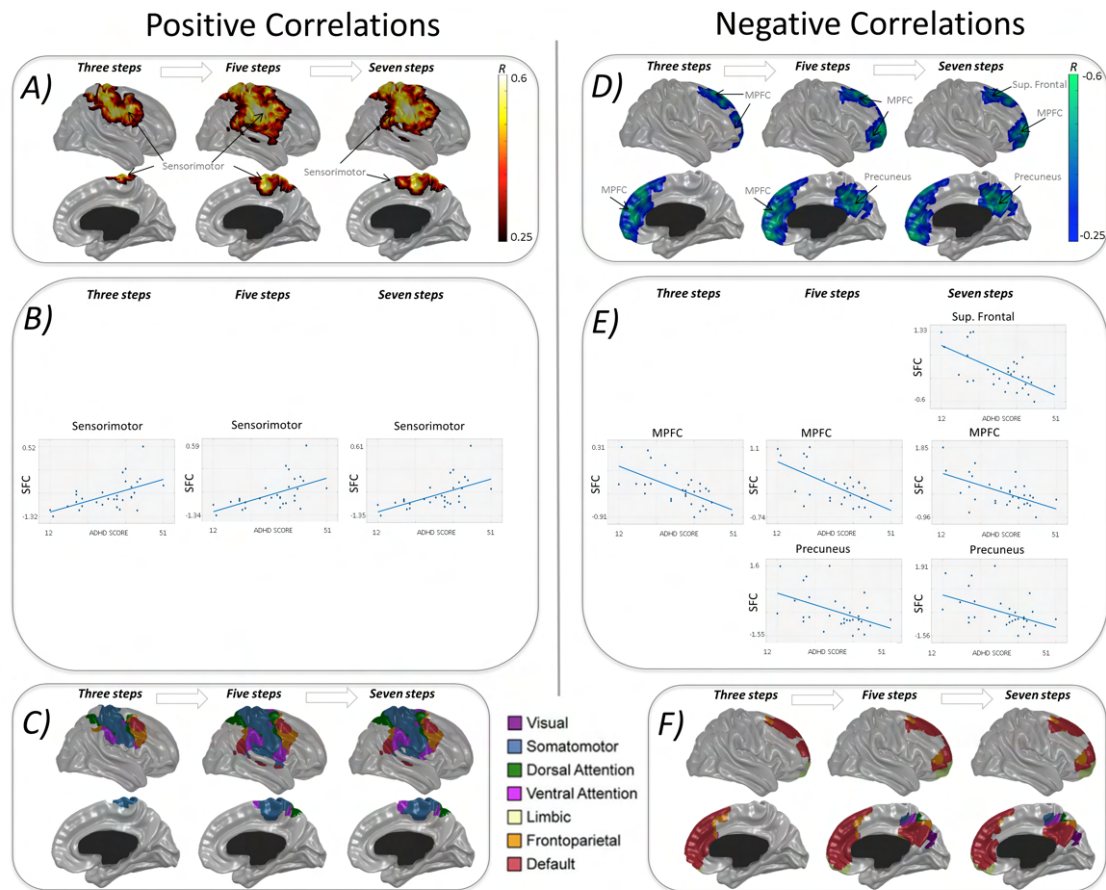 Positive Correlations
Negative Correlations
A)
Three steps
Five steps
Seven steps
R
0.6
0.25
Sensorimotor
Sensorimotor
D)
Three steps
Five steps
Seven steps
R
-0.6
-0.25
MPFC
MPFC
Sup. Frontal
MPFC
MPFC
MPFC
Precuneus
Precuneus
B)
Three steps
Five steps
Seven steps
Sensorimotor
0.52
SFC
-1.32
12
ADHD SCORE
51
Sensorimotor
0.59
SFC
-1.34
12
ADHD SCORE
51
Sensorimotor
0.61
SFC
-1.35
12
ADHD SCORE
51
E)
Three steps
Five steps
Seven steps
Sup. Frontal
1.33
SFC
-0.6
12
ADHD SCORE
51
MPFC
0.31
SFC
-0.91
12
ADHD SCORE
51
MPFC
1.1
SFC
-0.74
12
ADHD SCORE
51
MPFC
1.85
SFC
-0.96
12
ADHD SCORE
51
Precuneus
1.6
SFC
-1.55
12
ADHD SCORE
51
Precuneus
1.91
SFC
-1.56
12
ADHD SCORE
51
C)
Three steps
Five steps
Seven steps
Visual
Somatomotor
Dorsal Attention
Ventral Attention
Limbic
Frontoparietal
Default
F)
Three steps
Five steps
Seven steps